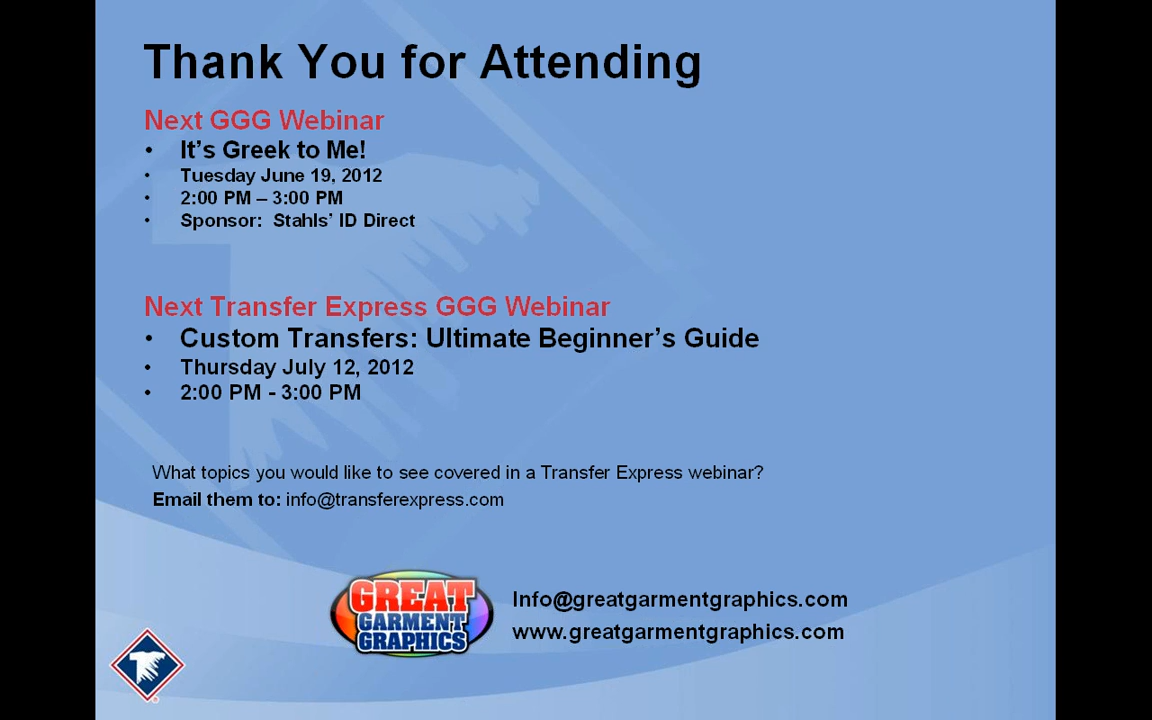 Thank You for Attending
Next GGG Webinar
• It's Greek to Me!
• Tuesday June 19, 2012
• 2:00 PM – 3:00 PM
• Sponsor:  Stahls' ID Direct
Next Transfer Express GGG Webinar
• Custom Transfers: Ultimate Beginner's Guide
• Thursday July 12, 2012
• 2:00 PM - 3:00 PM
What topics you would like to see covered in a Transfer Express webinar?
Email them to: info@transferexpress.com
GREAT
GARMENT
GRAPHICS
Info@greatgarmentgraphics.com
www.greatgarmentgraphics.com